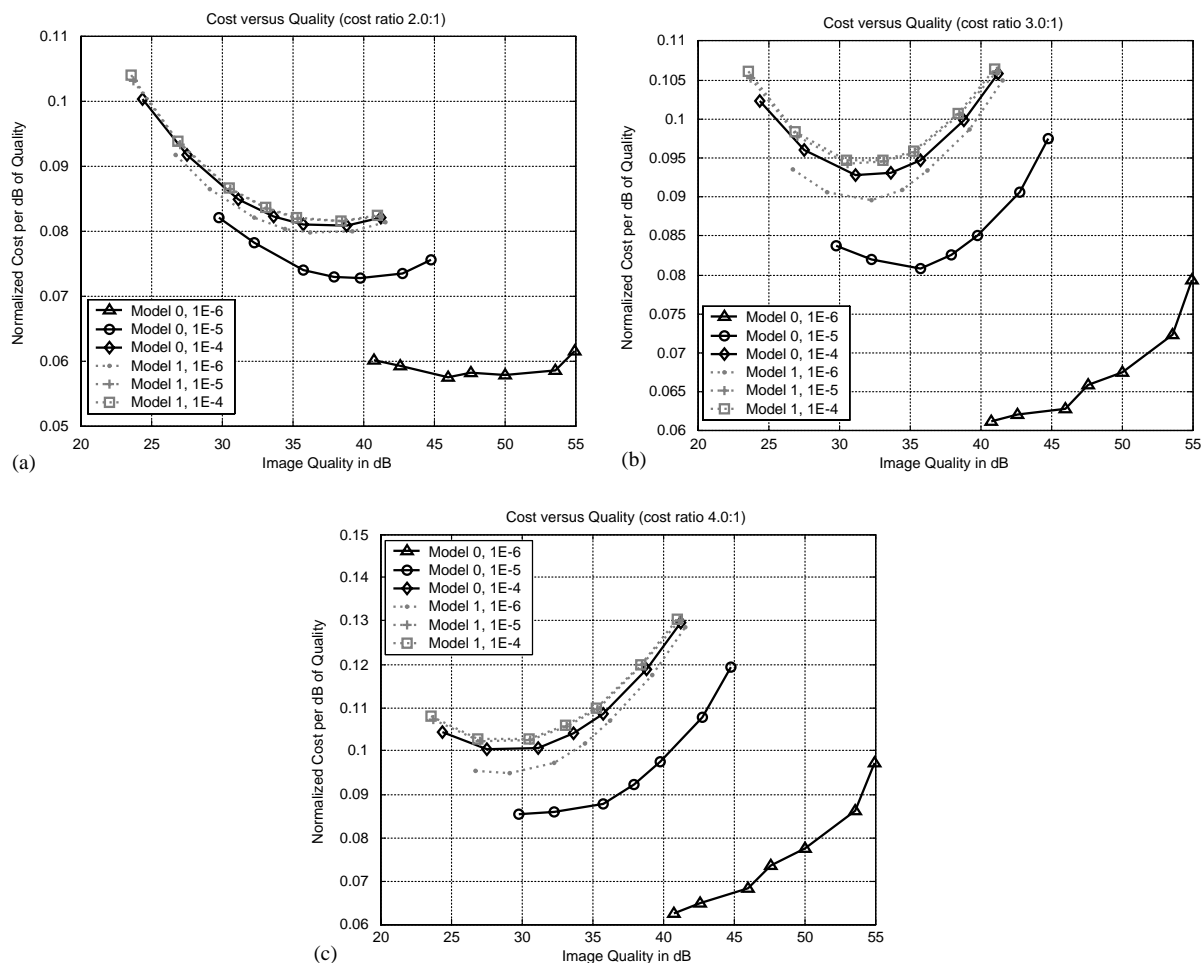 Cost versus Quality (cost ratio 2.0:1)
Normalized Cost per dB of Quality
0.11
0.1
0.09
0.08
0.07
0.06
0.05
Model 0, 1E-6
Model 0, 1E-5
Model 0, 1E-4
Model 1, 1E-6
Model 1, 1E-5
Model 1, 1E-4
20 25 30 35 40 45 50 55
Image Quality in dB
(a)
Cost versus Quality (cost ratio 3.0:1)
Normalized Cost per dB of Quality
0.11
0.105
0.1
0.095
0.09
0.085
0.08
0.075
0.07
0.065
0.06
Model 0, 1E-6
Model 0, 1E-5
Model 0, 1E-4
Model 1, 1E-6
Model 1, 1E-5
Model 1, 1E-4
20 25 30 35 40 45 50 55
Image Quality in dB
(b)
Cost versus Quality (cost ratio 4.0:1)
Normalized Cost per dB of Quality
0.15
0.14
0.13
0.12
0.11
0.1
0.09
0.08
0.07
0.06
Model 0, 1E-6
Model 0, 1E-5
Model 0, 1E-4
Model 1, 1E-6
Model 1, 1E-5
Model 1, 1E-4
20 25 30 35 40 45 50 55
Image Quality in dB
(c)